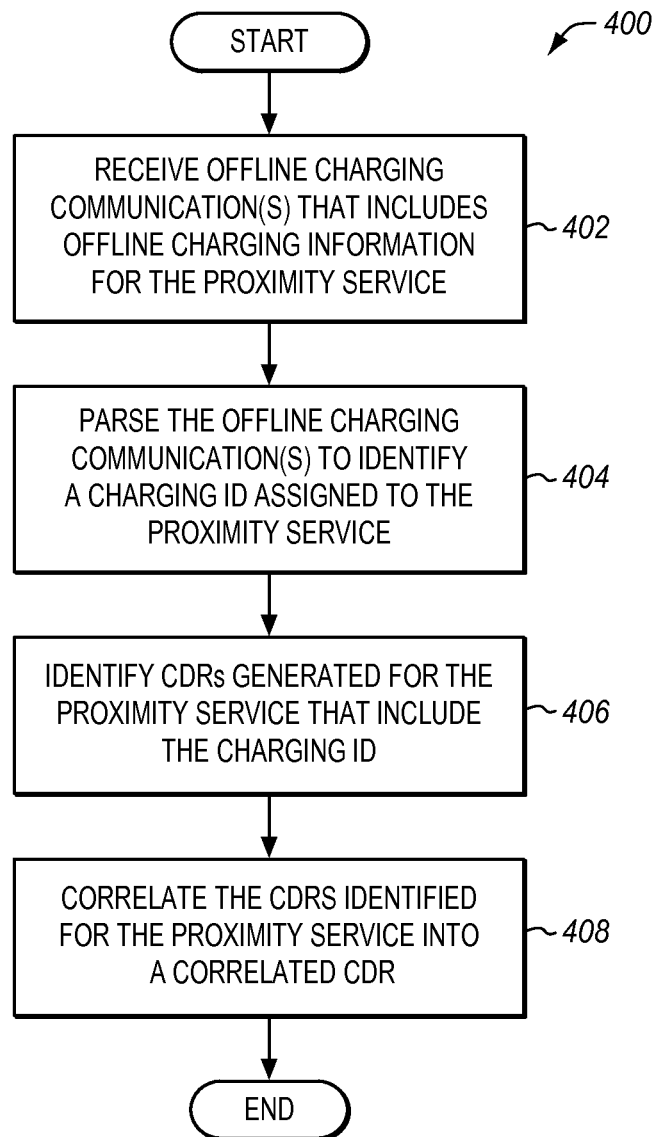 START
400
RECEIVE OFFLINE CHARGING
COMMUNICATION(S) THAT INCLUDES
OFFLINE CHARGING INFORMATION
FOR THE PROXIMITY SERVICE
402
PARSE THE OFFLINE CHARGING
COMMUNICATION(S) TO IDENTIFY
A CHARGING ID ASSIGNED TO THE
PROXIMITY SERVICE
404
IDENTIFY CDRs GENERATED FOR THE
PROXIMITY SERVICE THAT INCLUDE
THE CHARGING ID
406
CORRELATE THE CDRS IDENTIFIED
FOR THE PROXIMITY SERVICE INTO
A CORRELATED CDR
408
END